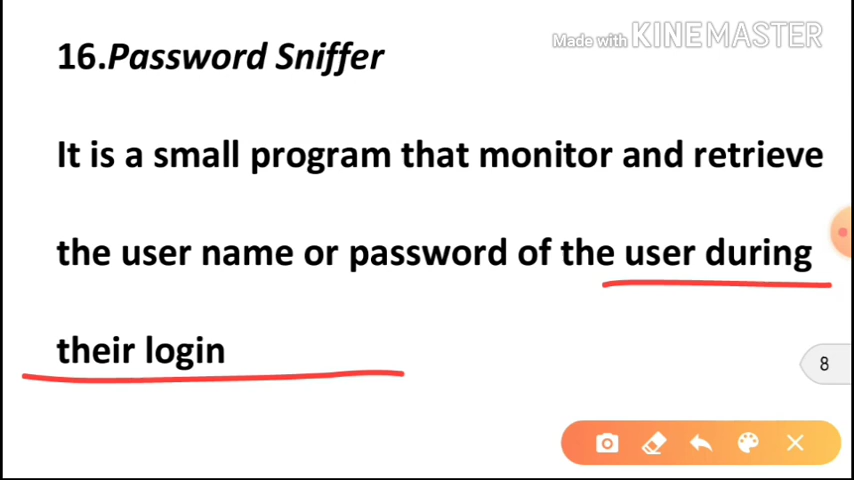 16.Password Sniffer
Made with KINEMASTER
It is a small program that monitor and retrieve
the user name or password of the user during
their login
8